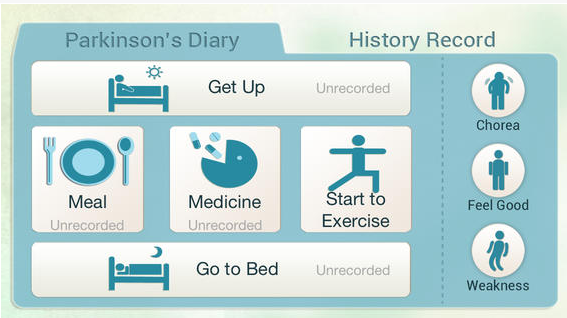 Parkinson's Diary
History Record
Get Up
Unrecorded
Chorea
Meal
Unrecorded
Medicine
Unrecorded
Start to
Exercise
Feel Good
Go to Bed
Unrecorded
Weakness